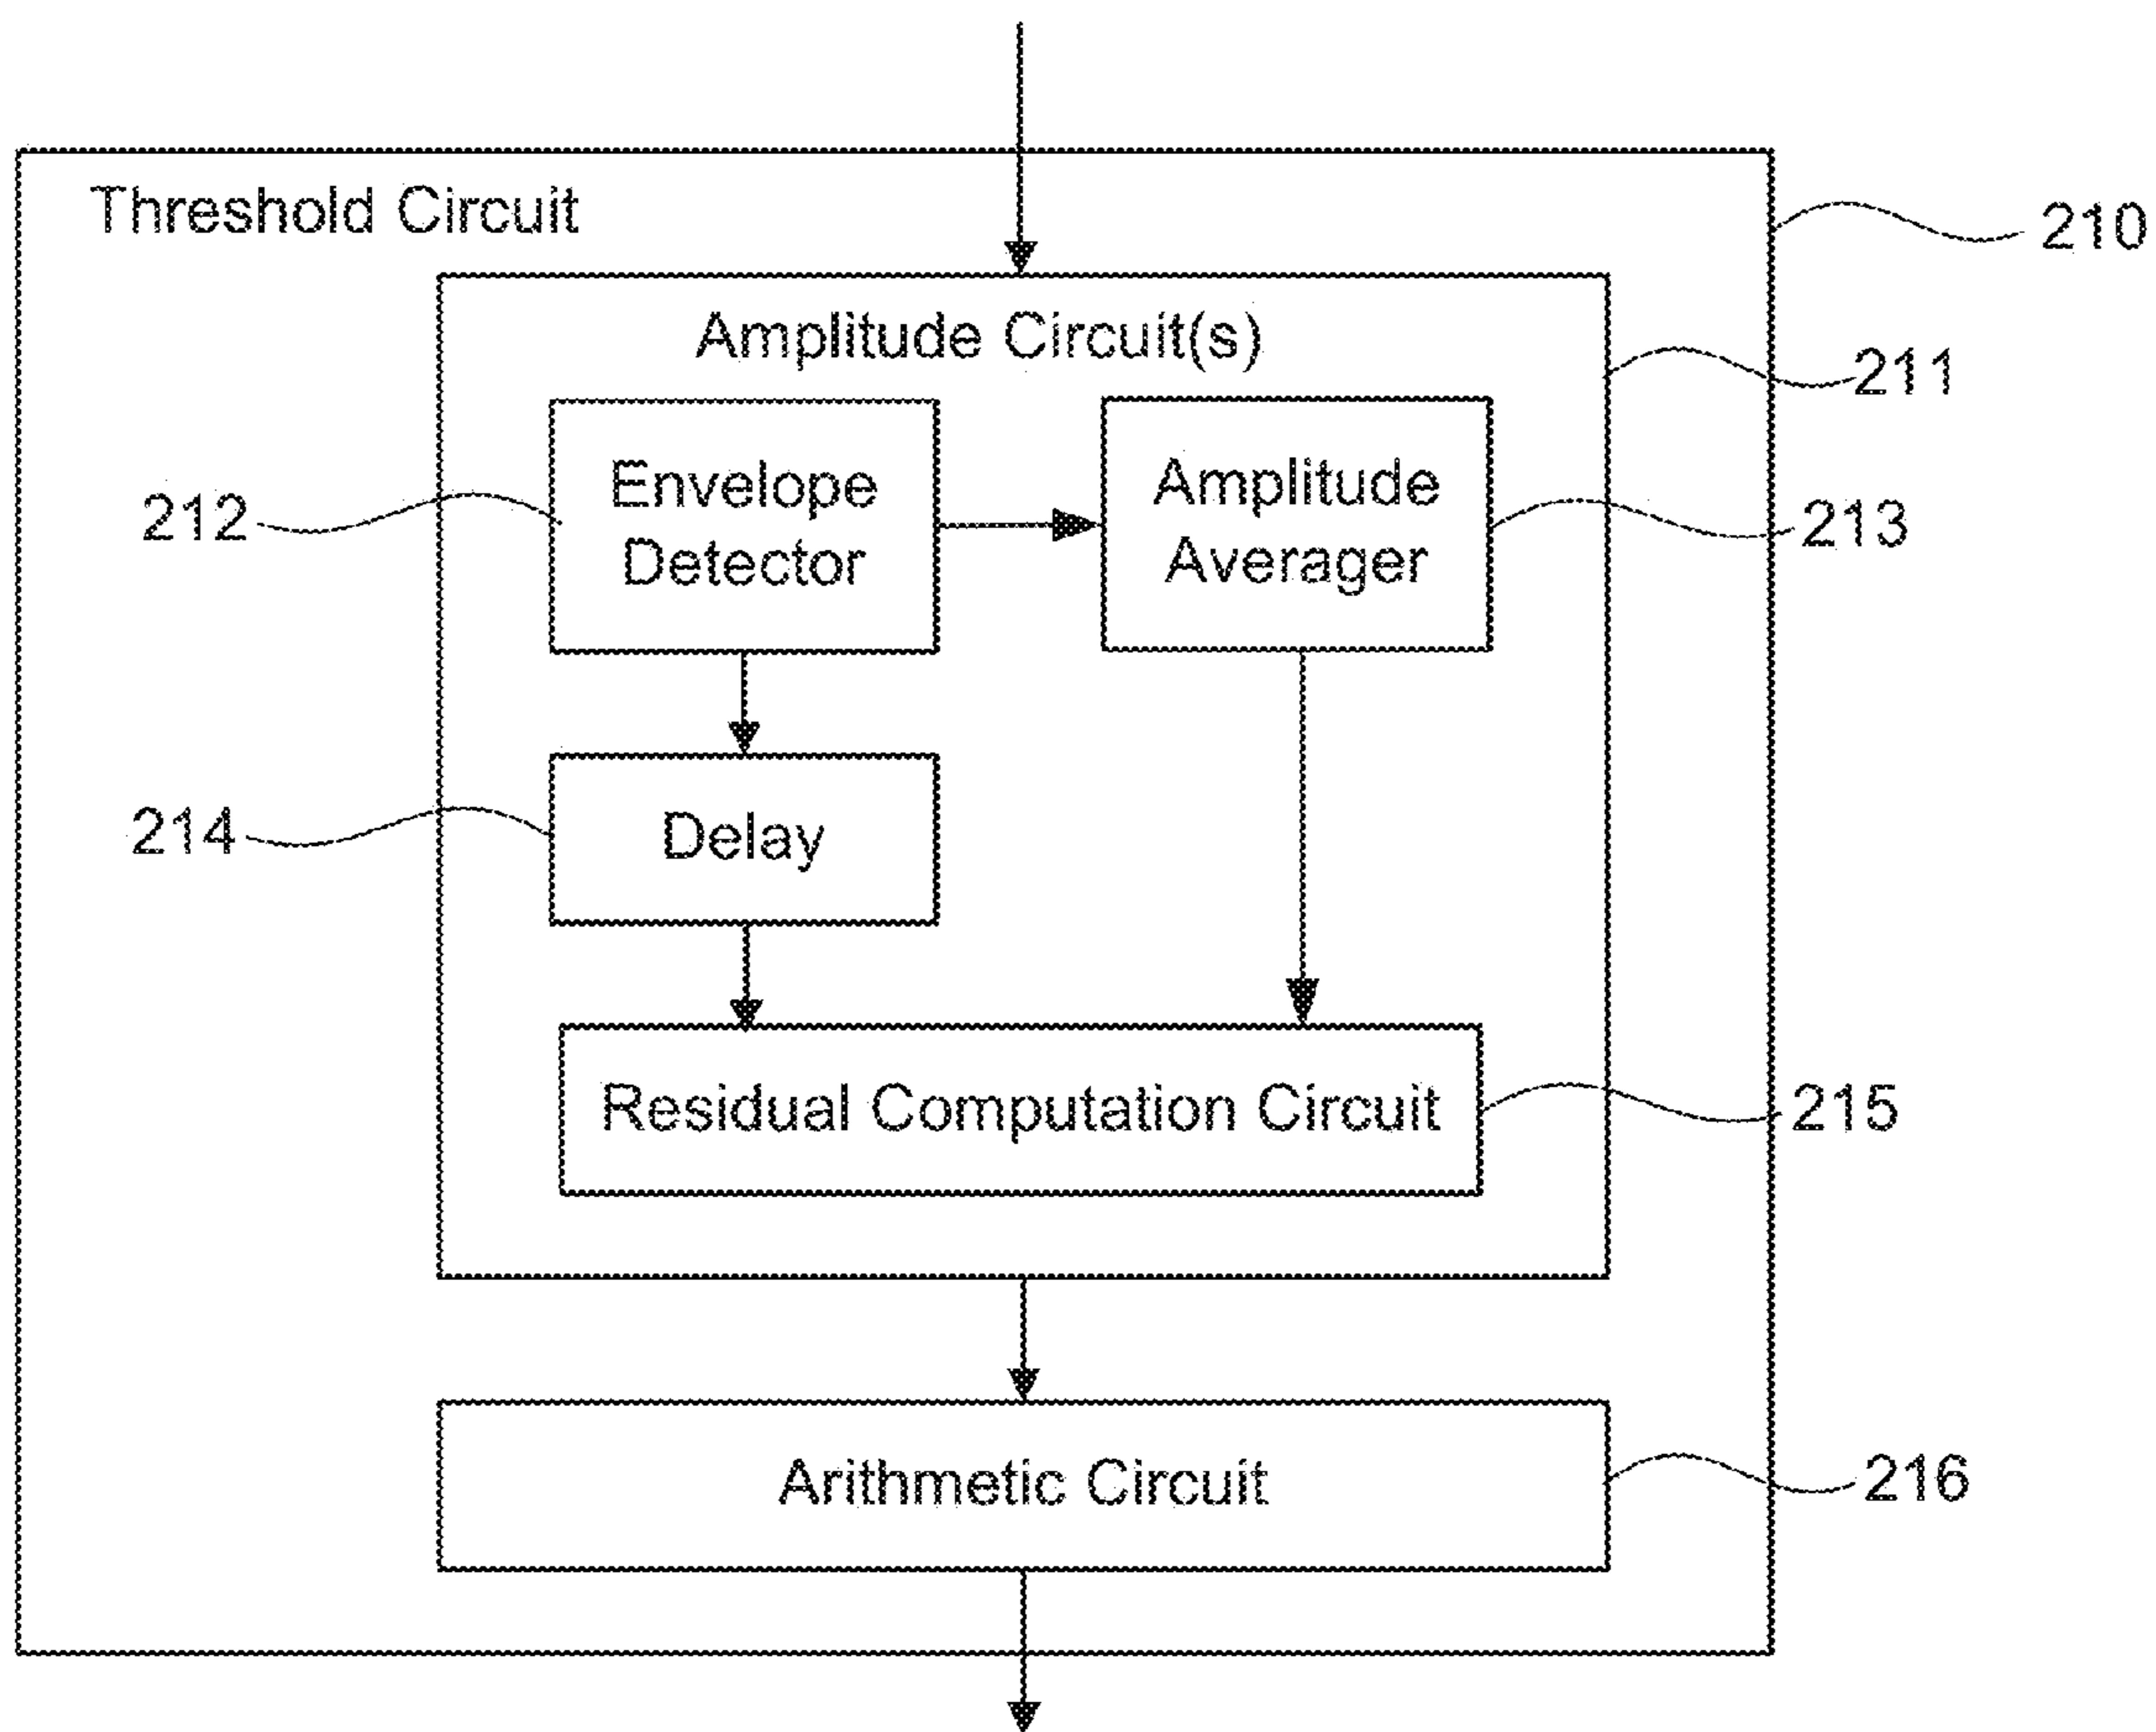 Threshold Circuit
210
Amplitude Circuit(s)
211
Envelope
Detector
212
Amplitude
Averager
213
Delay
214
Residual Computation Circuit
215
Arithmetic Circuit
216